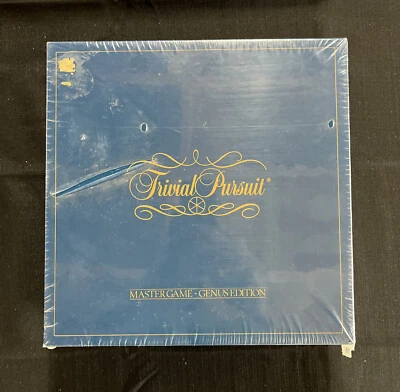 Trivial Pursuit®
MASTER GAME - GENUS EDITION